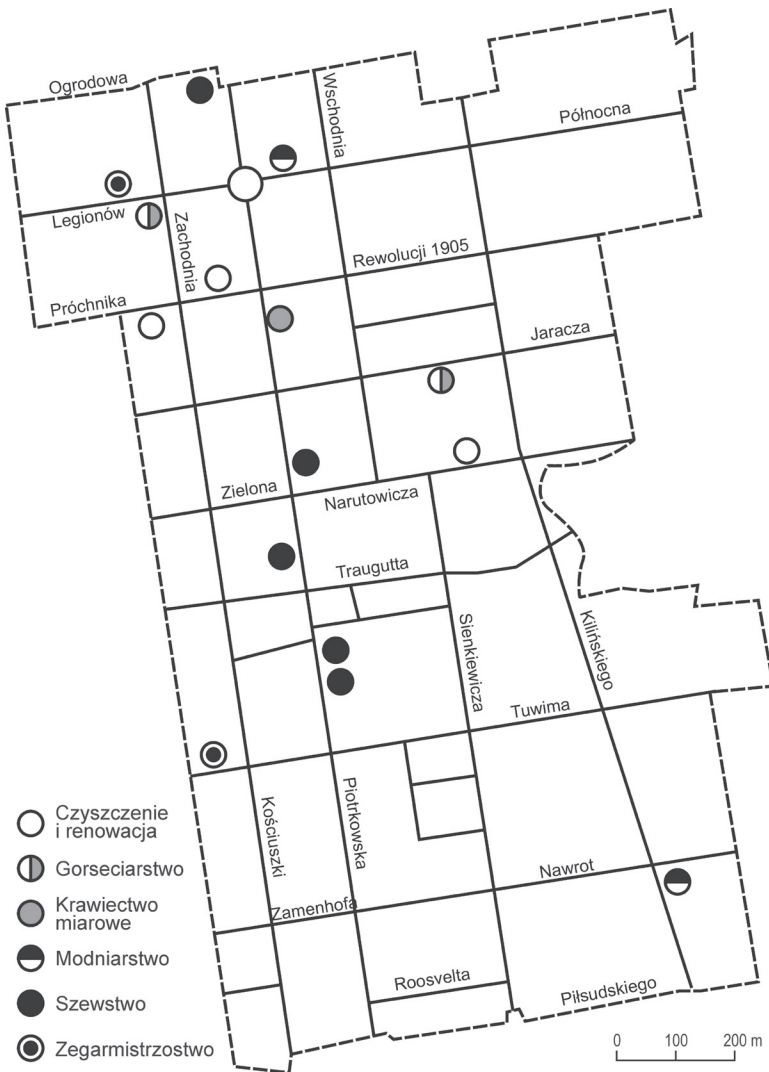 Ogrodowa
Wschodnia
Północna
Legionów
Zachodnia
Rewolucji 1905
Próchnika
Jaracza
Zielona
Narutowicza
Traugutta
Sienkiewicza
Kilińskiego
Tuwima
Kościuszki
Piotrkowska
Nawrot
Zamenhofa
Roosvelta
Piłsudskiego
Czyszczenie
i renowacja
Gorseciarstwo
Krawiectwo
miarowe
Modniarstwo
Szewstwo
Zegarmistrzostwo
0 100 200 m